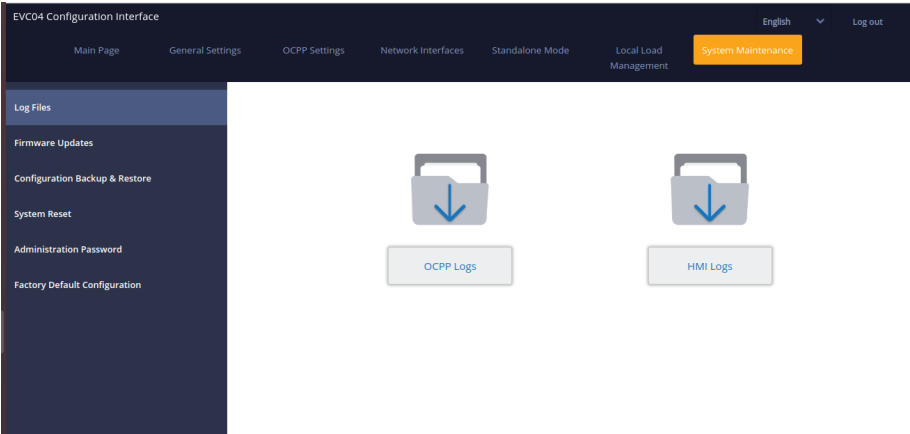 EVC04 Configuration Interface
English
Log out
Main Page
General Settings
OCPP Settings
Network Interfaces
Standalone Mode
Local Load
Management
System Maintenance
Log Files
Firmware Updates
Configuration Backup & Restore
System Reset
Administration Password
Factory Default Configuration
OCPP Logs
HMI Logs